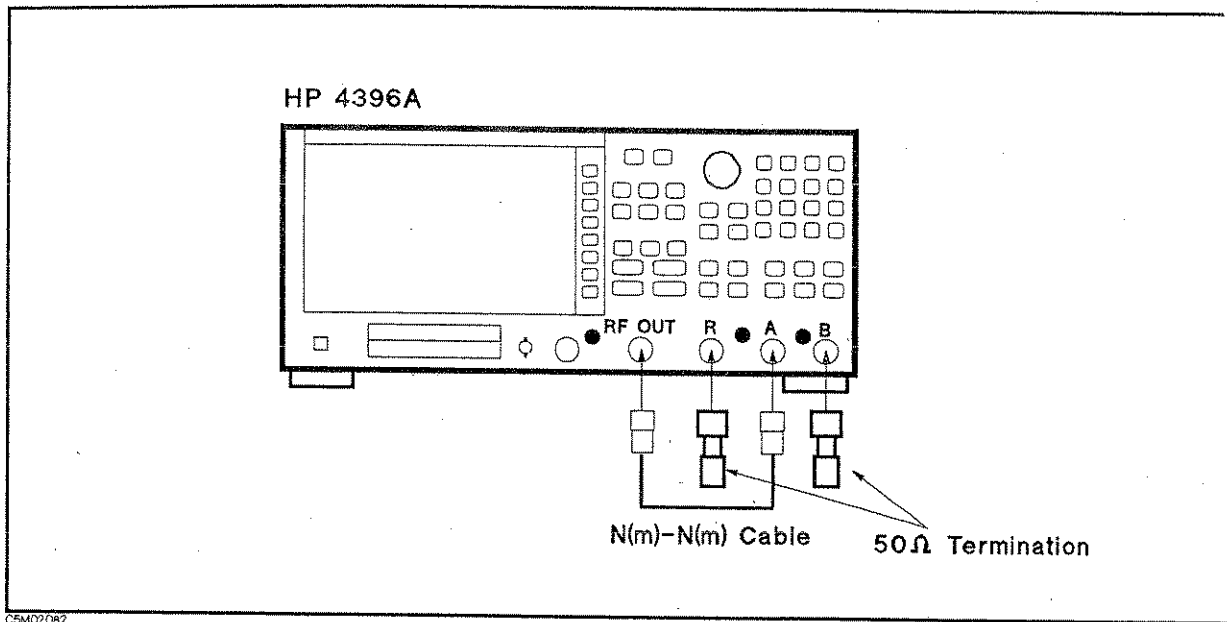 HP 4396A
RF OUT R A B
N(m)-N(m) Cable
50Ω Termination
C5M02082